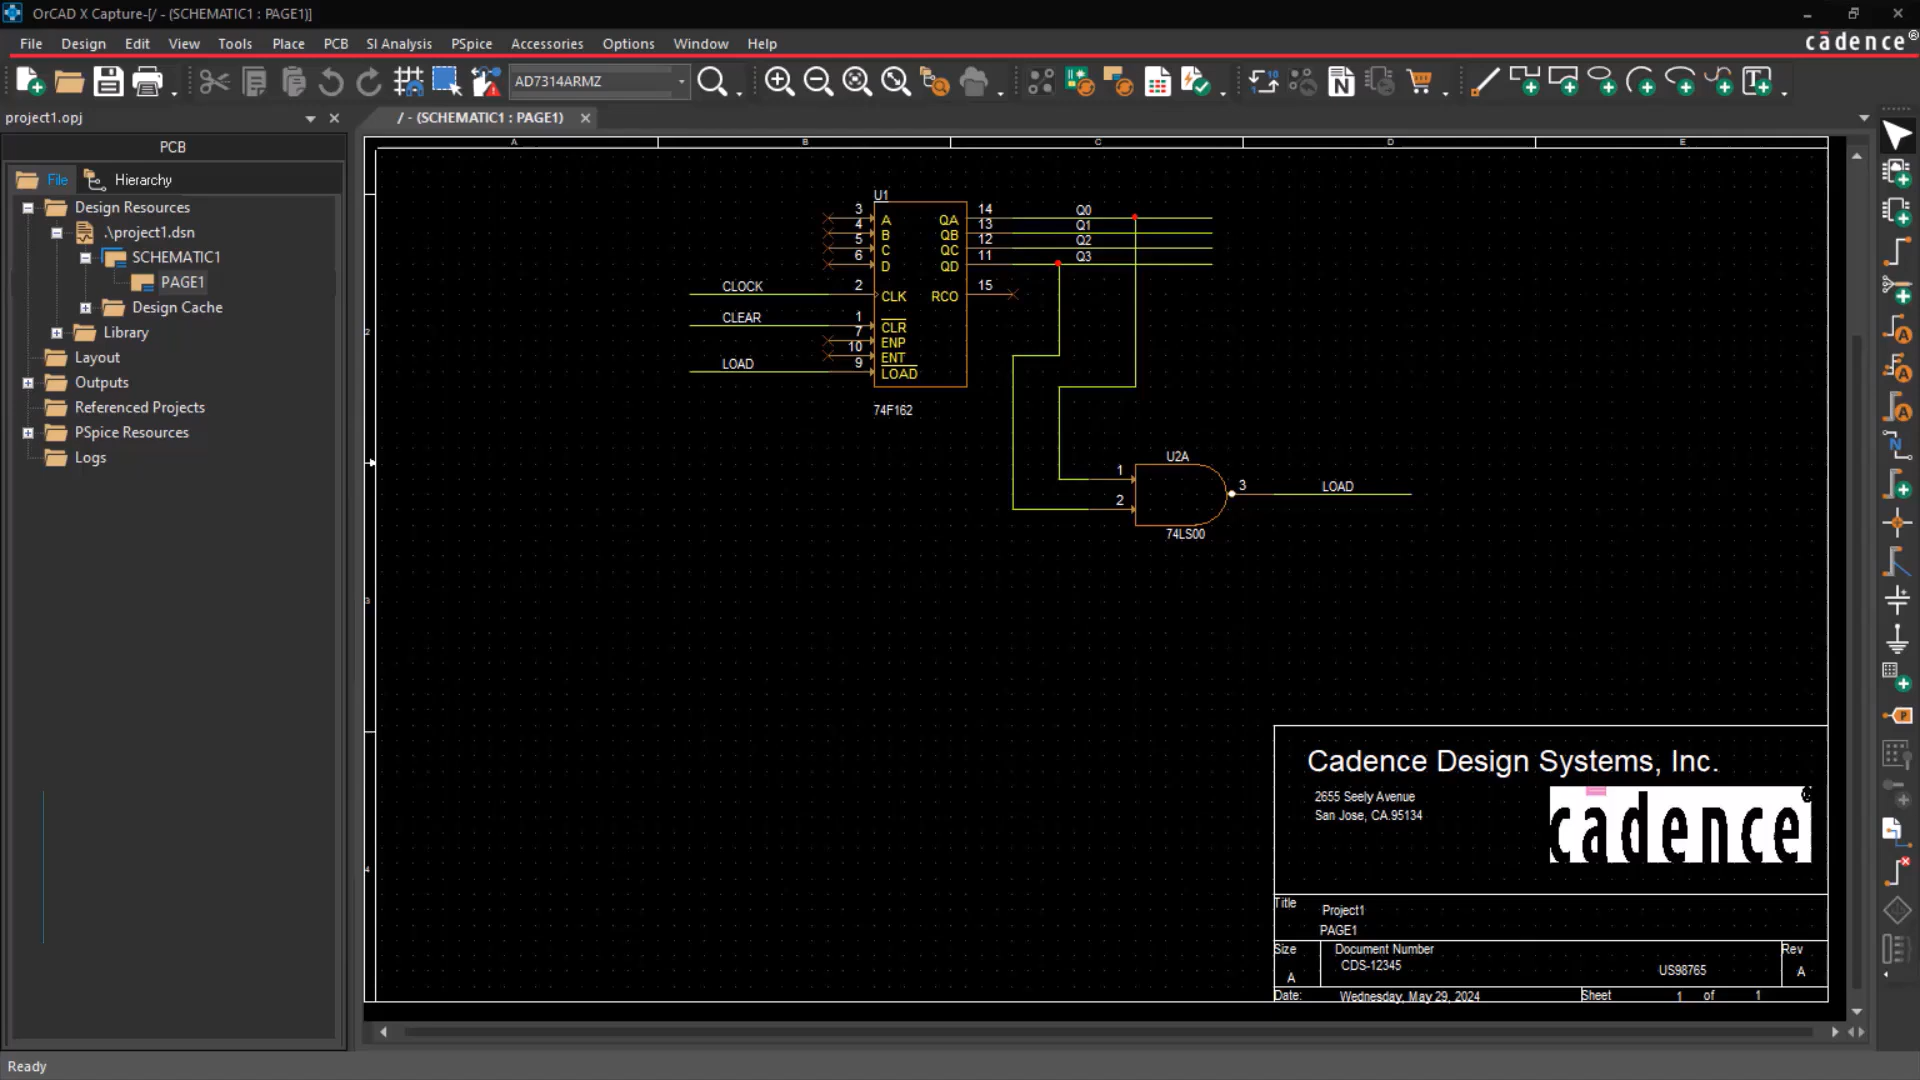 OrCAD X Capture-[/ - (SCHEMATIC1 : PAGE1)]
File Design Edit View Tools Place PCB SI Analysis PSpice Accessories Options Window Help
cādence®
AD7314ARMZ
project1.opj
/ - (SCHEMATIC1 : PAGE1)
PCB
File Hierarchy
Design Resources
.\project1.dsn
SCHEMATIC1
PAGE1
Design Cache
Library
Layout
Outputs
Referenced Projects
PSpice Resources
Logs
A B C D E
2
3
4
U1
3 A QA 14 Q0
4 B QB 13 Q1
5 C QC 12 Q2
6 D QD 11 Q3
CLOCK 2 CLK RCO 15
CLEAR 1 CLR
7 ENP
10 ENT
LOAD 9 LOAD
74F162
U2A
1
2
3 LOAD
74LS00
Cadence Design Systems, Inc.
2655 Seely Avenue
San Jose, CA.95134
cadence®
Title
Project1
PAGE1
Size Document Number Rev
A CDS-12345 US98765 A
Date: Wednesday, May 29, 2024 Sheet 1 of 1
Ready